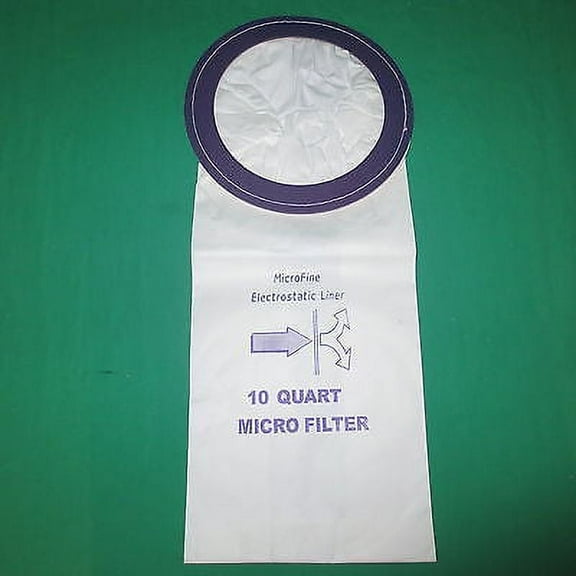 MicroFine
Electrostatic Liner
10 QUART
MICRO FILTER